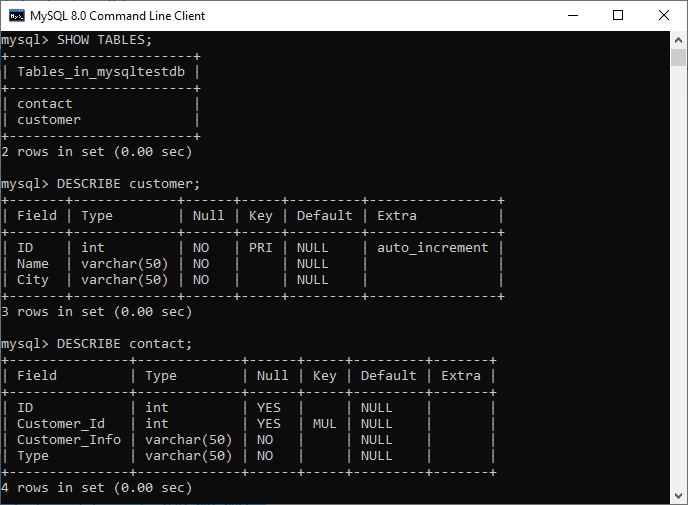 MySQL 8.0 Command Line Client
mysql> SHOW TABLES;
+-----------------------+
| Tables_in_mysqltestdb |
+-----------------------+
| contact               |
| customer              |
+-----------------------+
2 rows in set (0.00 sec)
mysql> DESCRIBE customer;
+-------+-------------+------+-----+---------+----------------+
| Field | Type        | Null | Key | Default | Extra          |
+-------+-------------+------+-----+---------+----------------+
| ID    | int         | NO   | PRI | NULL    | auto_increment |
| Name  | varchar(50) | NO   |     | NULL    |                |
| City  | varchar(50) | NO   |     | NULL    |                |
+-------+-------------+------+-----+---------+----------------+
3 rows in set (0.00 sec)
mysql> DESCRIBE contact;
+---------------+-------------+------+-----+---------+-------+
| Field         | Type        | Null | Key | Default | Extra |
+---------------+-------------+------+-----+---------+-------+
| ID            | int         | YES  |     | NULL    |       |
| Customer_Id   | int         | YES  | MUL | NULL    |       |
| Customer_Info | varchar(50) | NO   |     | NULL    |       |
| Type          | varchar(50) | NO   |     | NULL    |       |
+---------------+-------------+------+-----+---------+-------+
4 rows in set (0.00 sec)